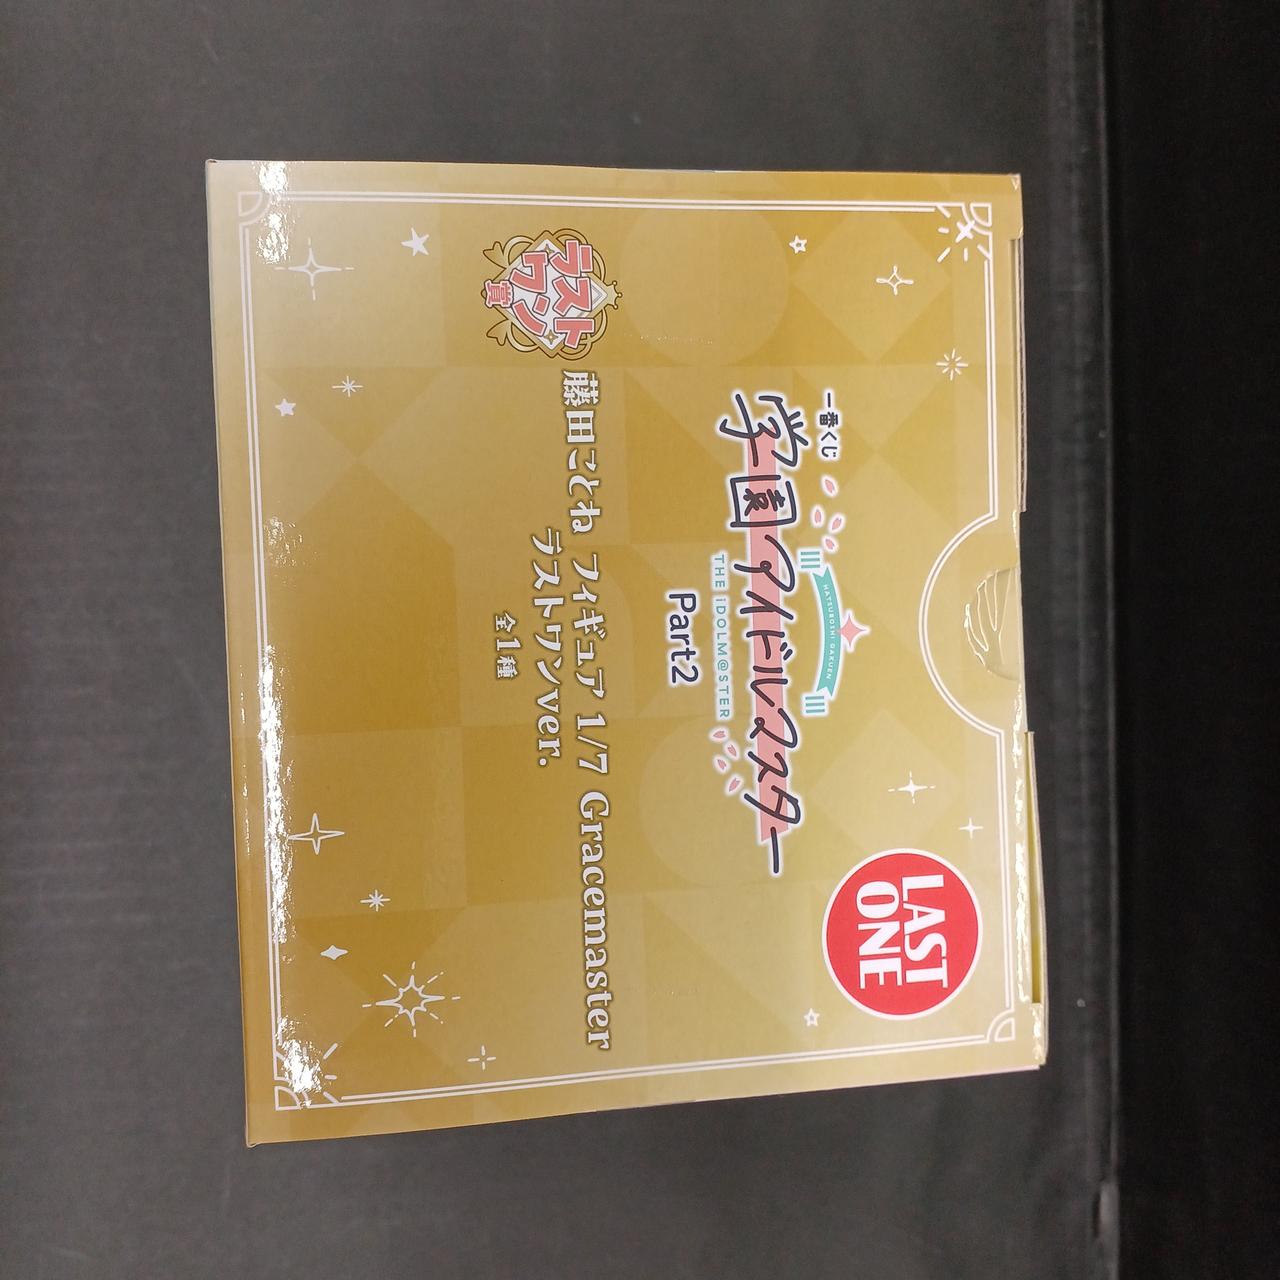 一番くじ
HATSUBOSHI GAKUEN
学園アイドルマスター
THE IDOLM@STER
Part2
LAST
ONE
ラスト
ワン
賞
藤田ことね フィギュア 1/7 Gracemaster
ラストワンver.
全1種